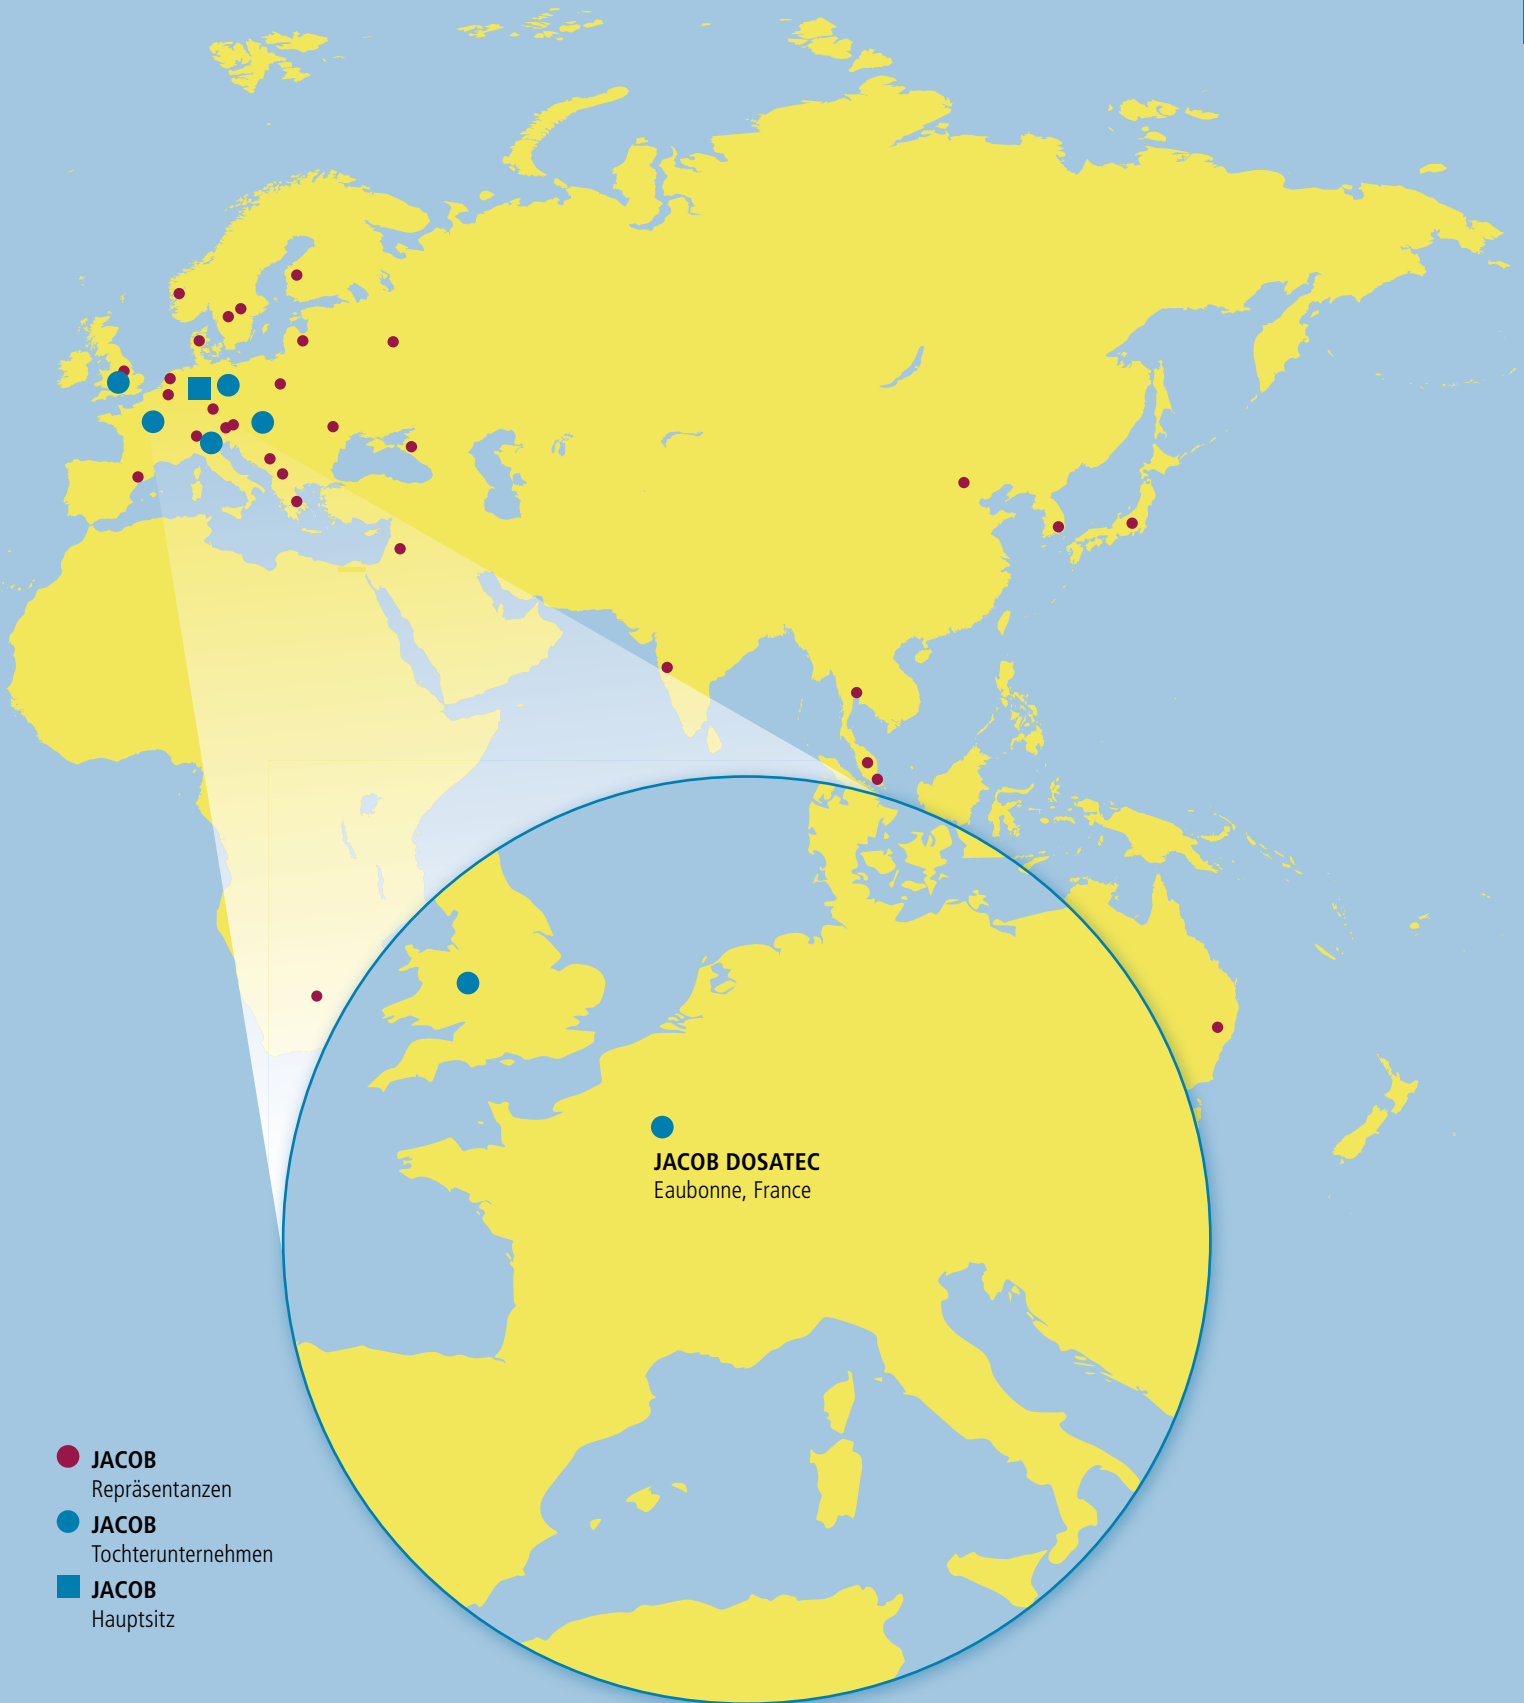 JACOB DOSATEC
Eaubonne, France
JACOB
Repräsentanzen
JACOB
Tochterunternehmen
JACOB
Hauptsitz